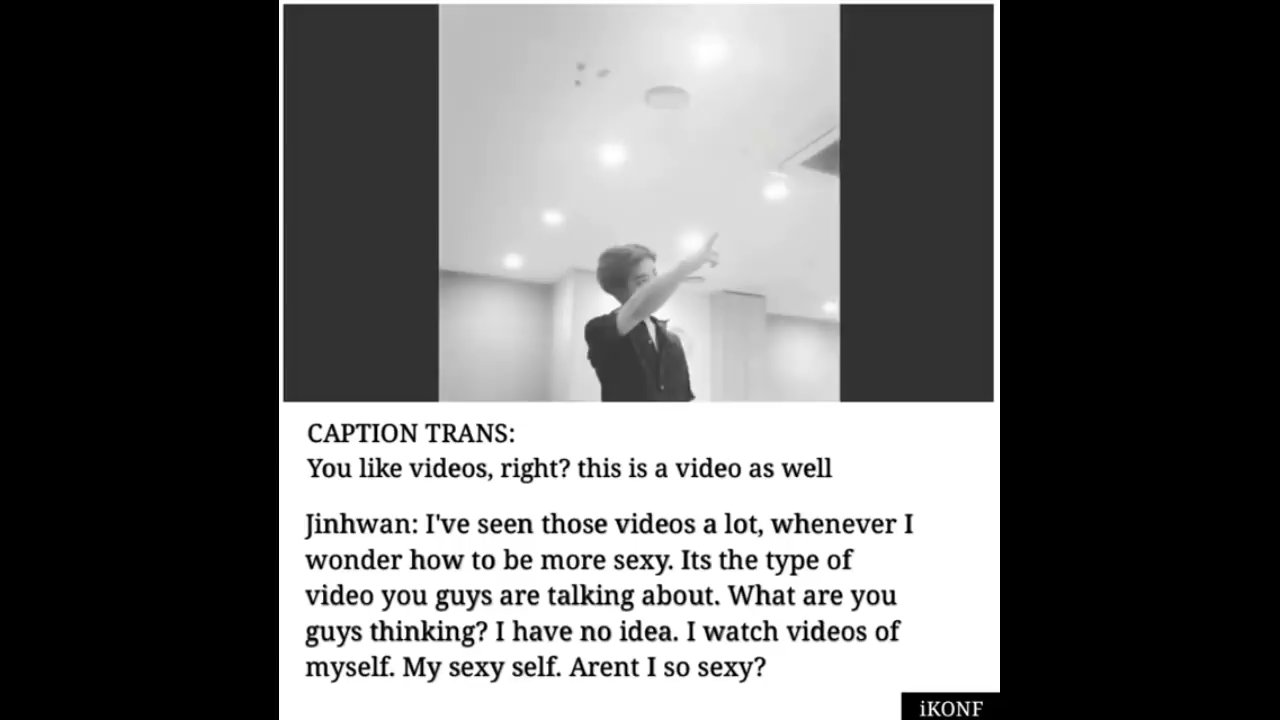 CAPTION TRANS:
You like videos, right? this is a video as well
Jinhwan: I've seen those videos a lot, whenever I
wonder how to be more sexy. Its the type of
video you guys are talking about. What are you
guys thinking? I have no idea. I watch videos of
myself. My sexy self. Arent I so sexy?
iKONF